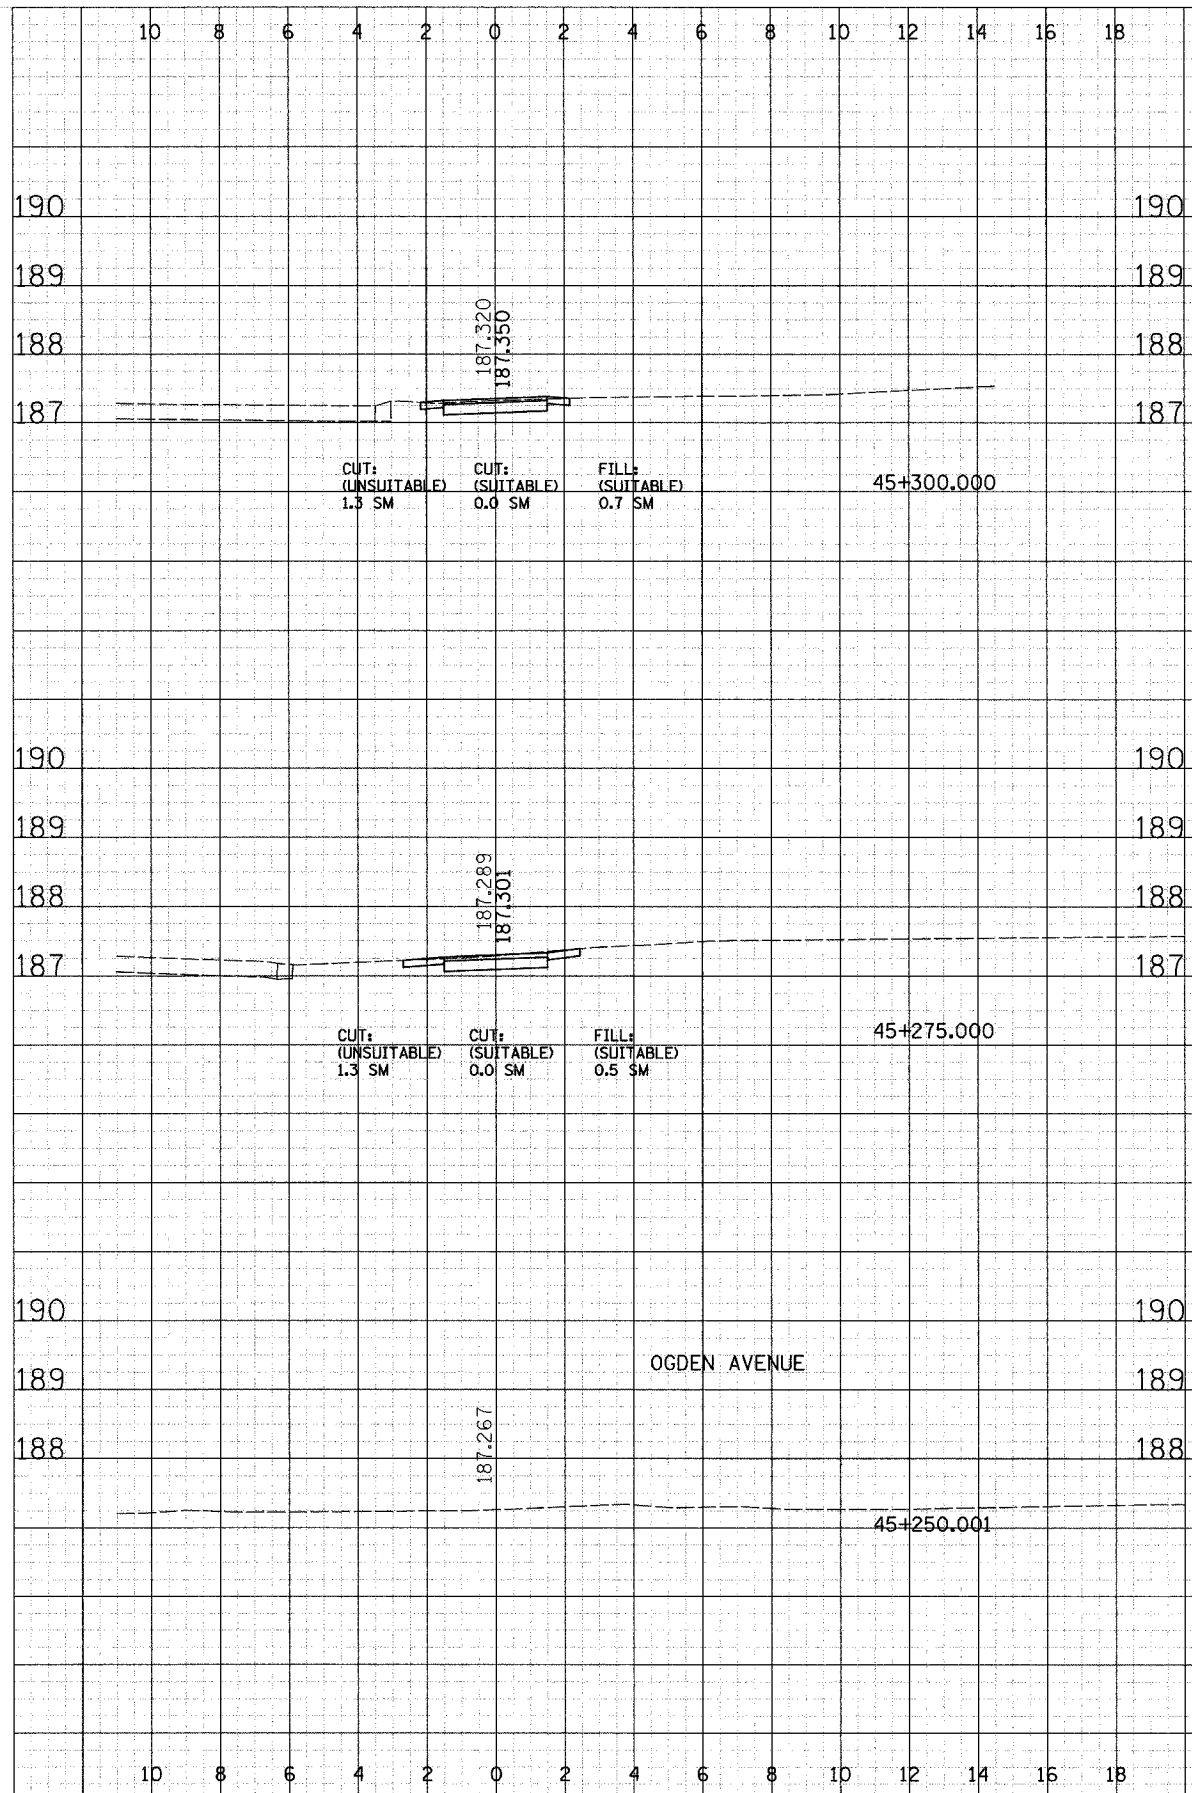 10 8 6 4 2 0 2 4 6 8 10 12 14 16 18
190 190
189 189
187.320
187.350
188 188
187 187
CUT: CUT: FILL:
(UNSUITABLE) (SUITABLE) (SUITABLE)
1.3 SM 0.0 SM 0.7 SM
45+300.000
190 190
189 189
187.289
187.301
188 188
187 187
CUT: CUT: FILL:
(UNSUITABLE) (SUITABLE) (SUITABLE)
1.3 SM 0.0 SM 0.5 SM
45+275.000
190 190
OGDEN AVENUE
189 189
187.267
188 188
45+250.001
10 8 6 4 2 0 2 4 6 8 10 12 14 16 18